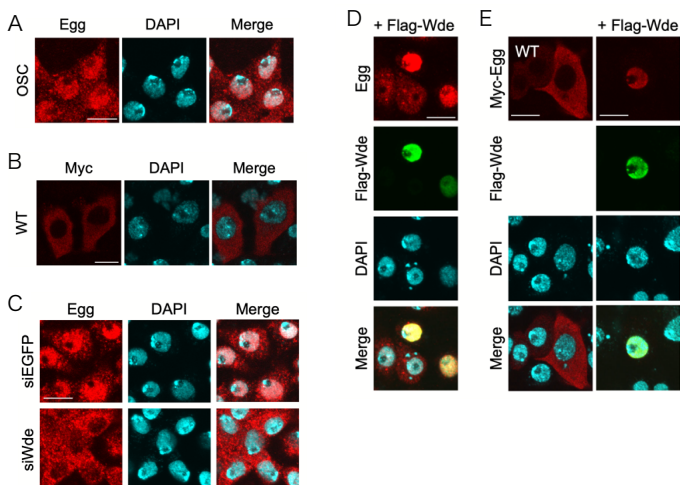 A
Egg DAPI Merge
OSC
B
Myc DAPI Merge
WT
C
Egg DAPI Merge
siEGFP
siWde
D
+ Flag-Wde
Egg
Flag-Wde
DAPI
Merge
E
+ Flag-Wde
Myc-Egg
WT
Flag-Wde
DAPI
Merge